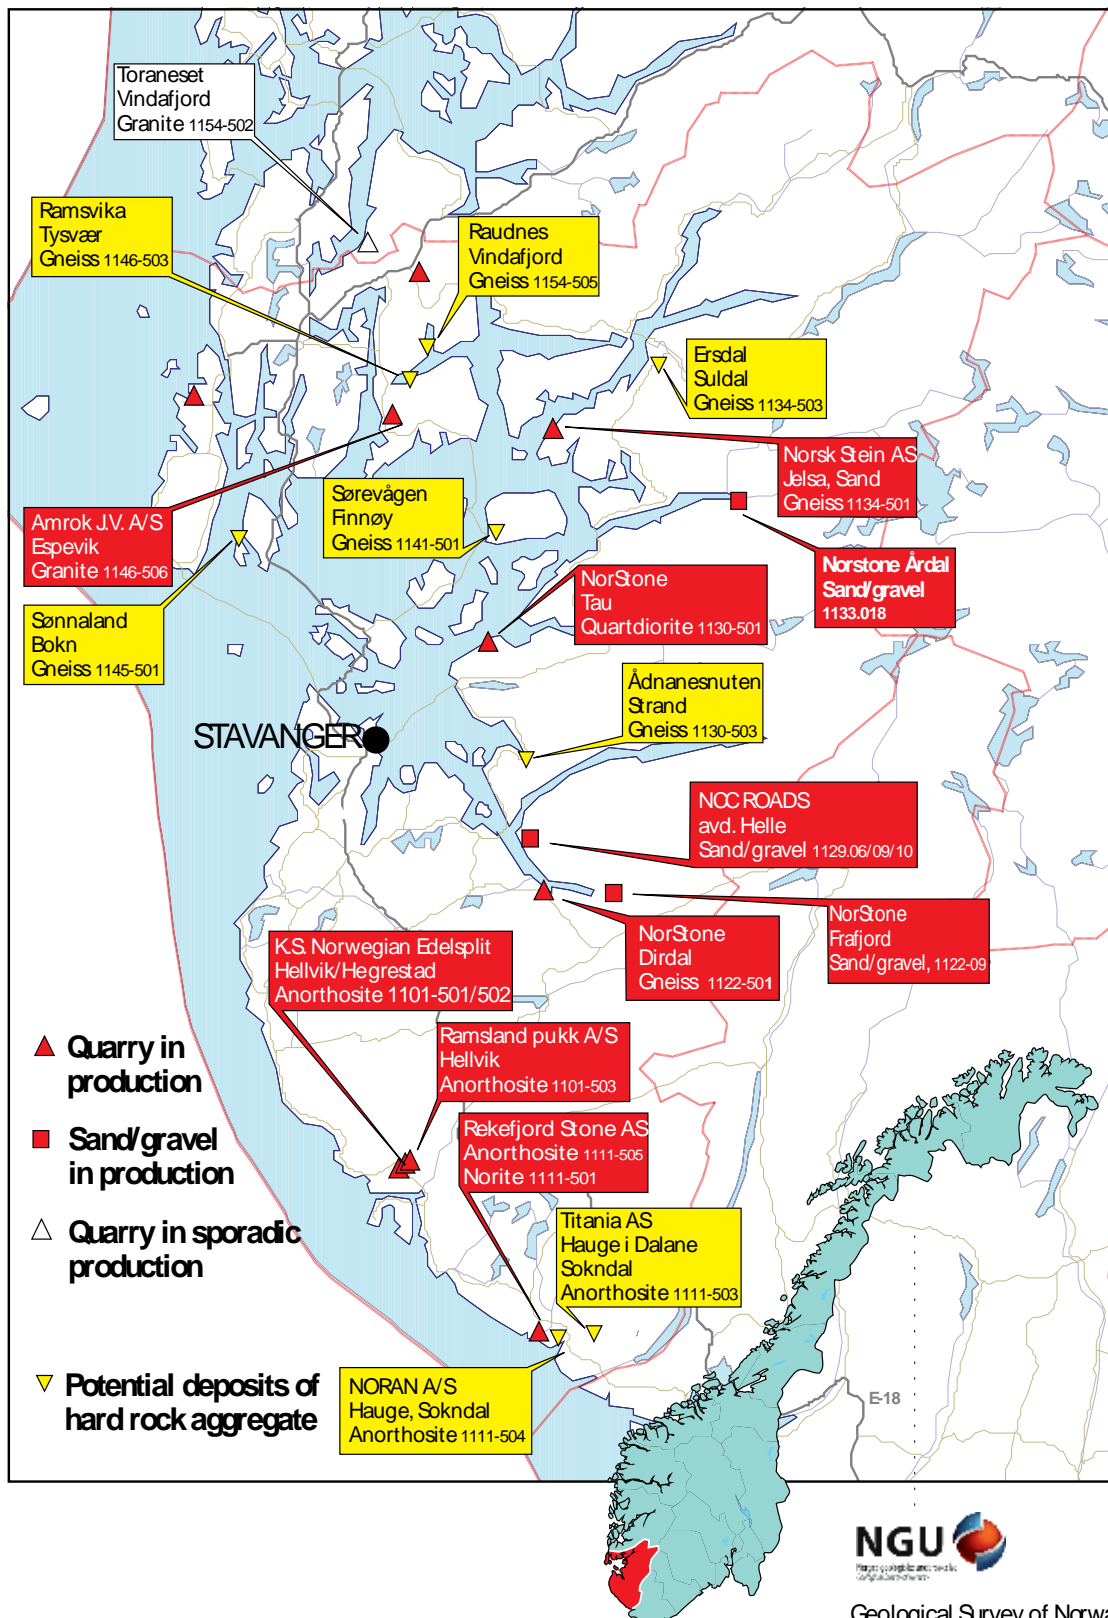 Toraneset
Vindafjord
Granite 1154-502
Ramsvika
Tysvær
Gneiss 1146-503
Raudnes
Vindafjord
Gneiss 1154-505
Ersdal
Suldal
Gneiss 1134-503
Norsk Stein AS
Jelsa, Sand
Gneiss 1134-501
Sørevågen
Finnøy
Gneiss 1141-501
Amrok J.V. A/S
Espevik
Granite 1146-506
Norstone Årdal
Sand/gravel
1133.018
NorStone
Tau
Quartdiorite 1130-501
Sønnaland
Bokn
Gneiss 1145-501
Ådnanesnuten
Strand
Gneiss 1130-503
STAVANGER
NCC ROADS
avd. Helle
Sand/gravel 1129.06/09/10
NorStone
Frafjord
Sand/gravel, 1122-09
NorStone
Dirdal
Gneiss 1122-501
K.S. Norwegian Edelsplit
Hellvik/Hegrestad
Anorthosite 1101-501/502
Ramsland pukk A/S
Hellvik
Anorthosite 1101-503
Rekefjord Stone AS
Anorthosite 1111-505
Norite 1111-501
Titania AS
Hauge i Dalane
Sokndal
Anorthosite 1111-503
NORAN A/S
Hauge, Sokndal
Anorthosite 1111-504
Quarry in
production
Sand/gravel
in production
Quarry in sporadic
production
Potential deposits of
hard rock aggregate
E-18
NGU
Geological Survey of Norwa